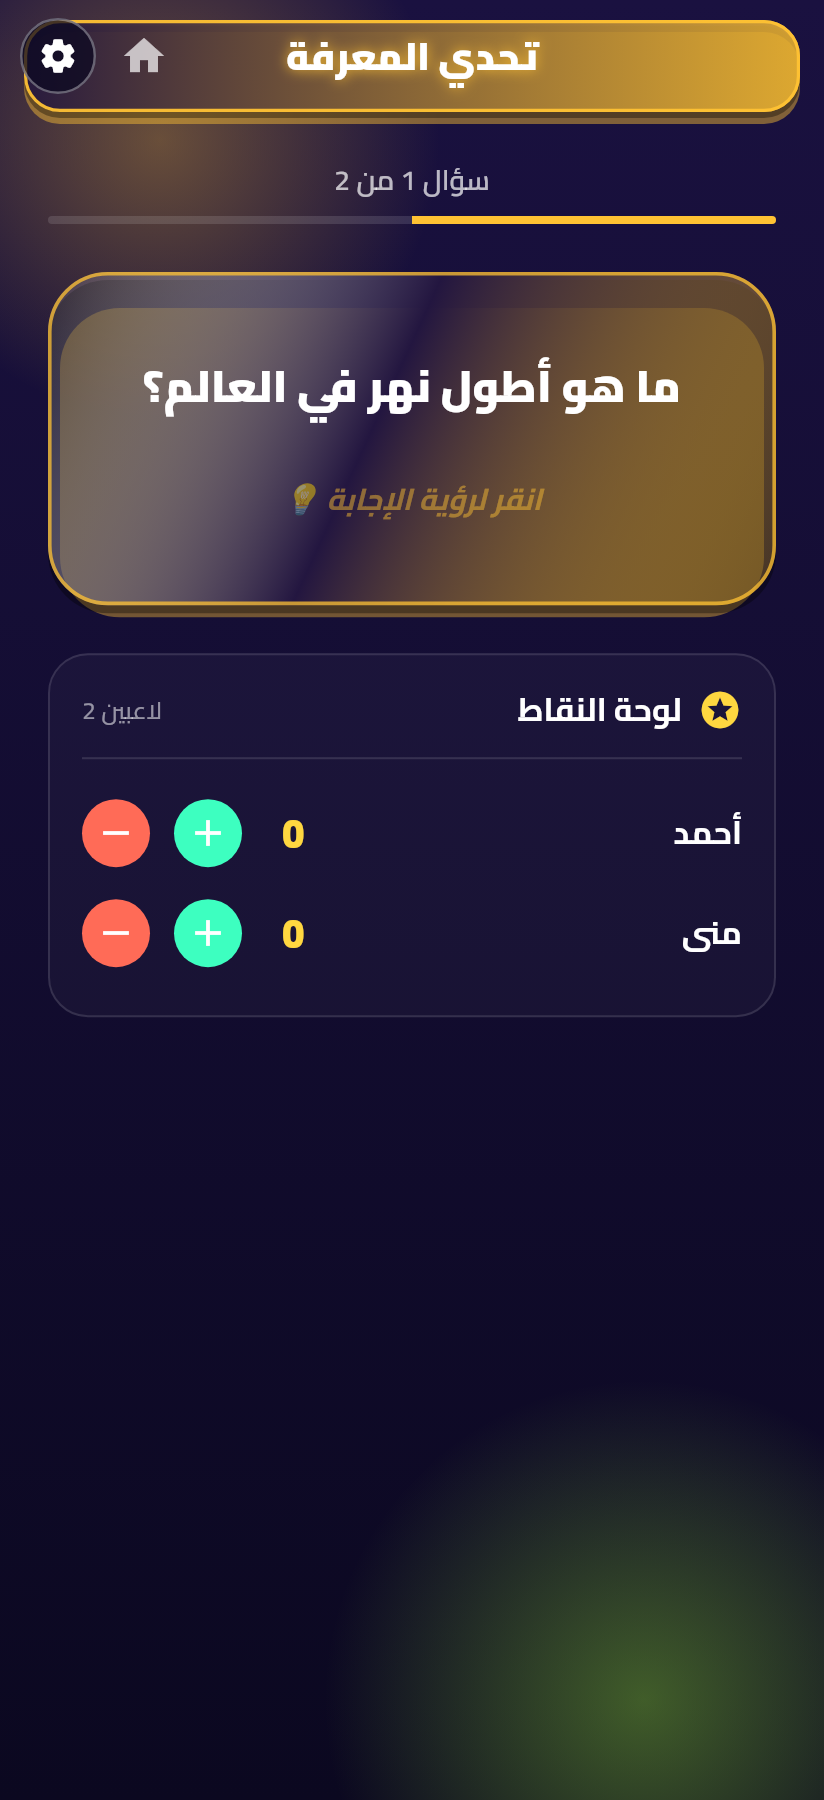 تحدي المعرفة
سؤال 1 من 2
ما هو أطول نهر في العالم؟
انقر لرؤية الإجابة 💡
لوحة النقاط
2 لاعبين
أحمد 0
منى 0